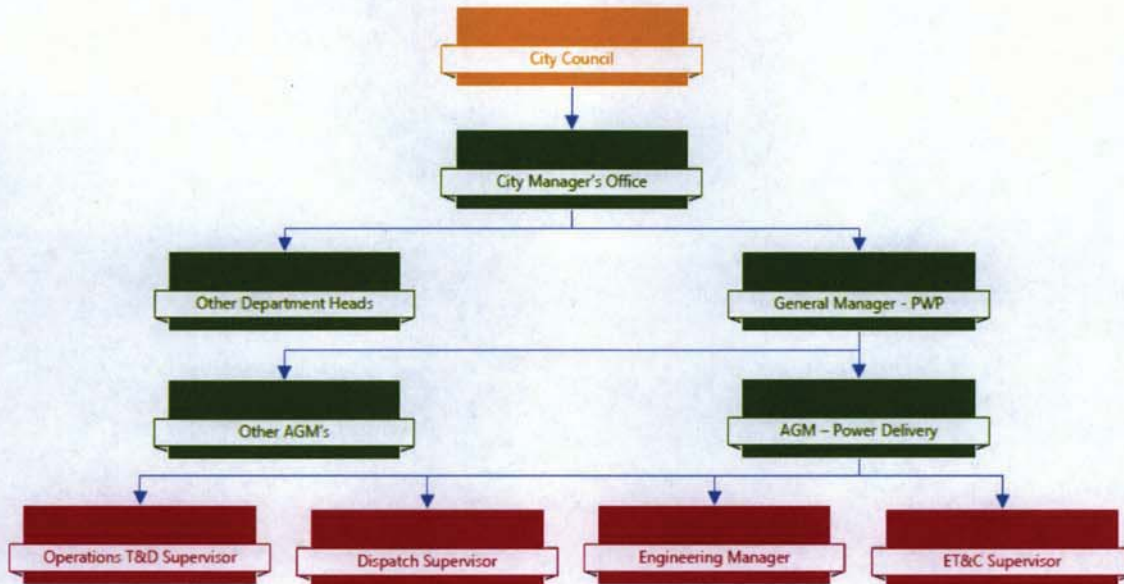 City Council
City Manager's Office
Other Department Heads
General Manager - PWP
Other AGM's
AGM – Power Delivery
Operations T&D Supervisor
Dispatch Supervisor
Engineering Manager
ET&C Supervisor